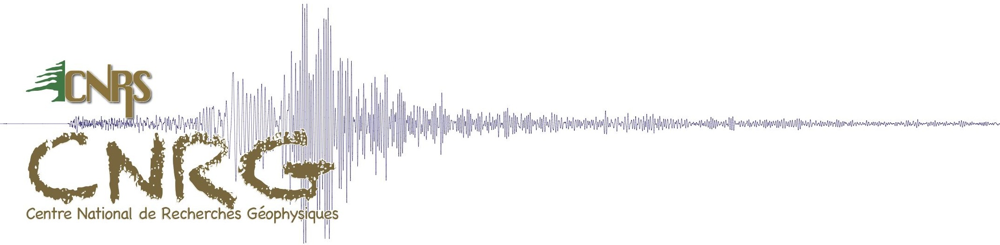 CNRS
CNRG
Centre National de Recherches Géophysiques